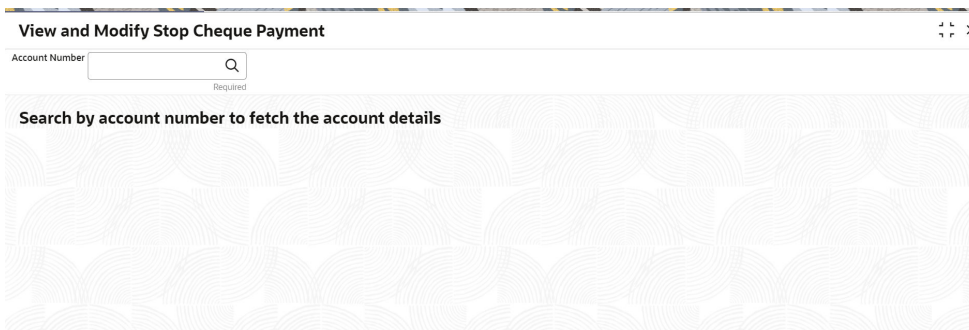 View and Modify Stop Cheque Payment
Account Number
Required
Search by account number to fetch the account details